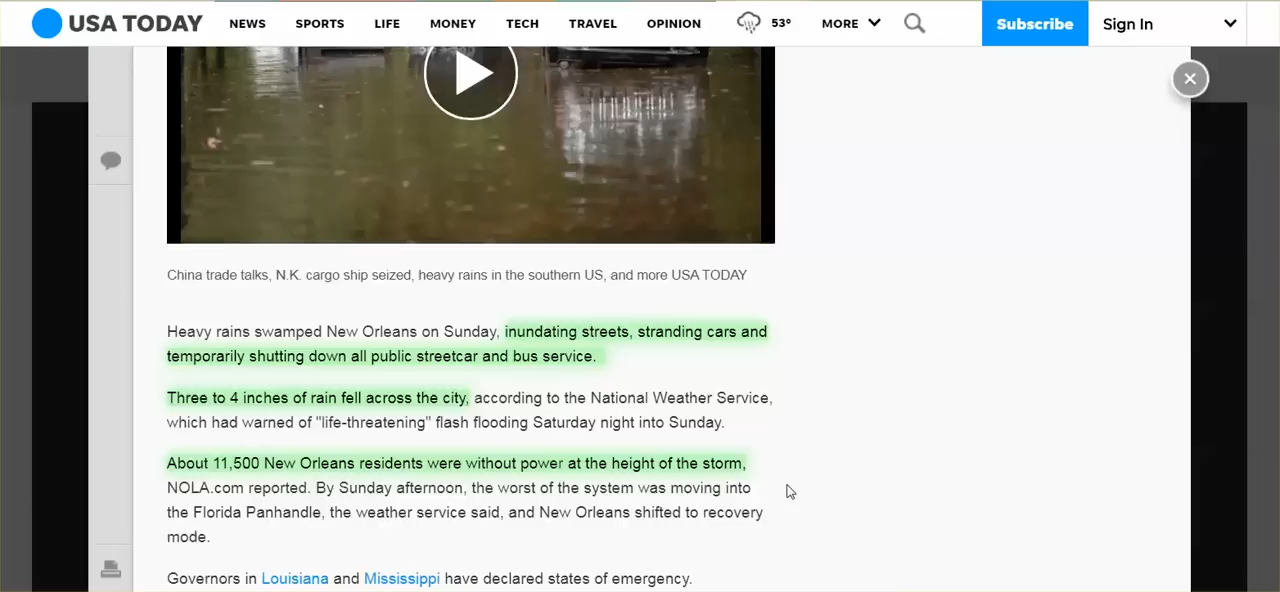 USA TODAY NEWS SPORTS LIFE MONEY TECH TRAVEL OPINION 53° MORE Subscribe Sign In
China trade talks, N.K. cargo ship seized, heavy rains in the southern US, and more USA TODAY
Heavy rains swamped New Orleans on Sunday, inundating streets, stranding cars and
temporarily shutting down all public streetcar and bus service.
Three to 4 inches of rain fell across the city, according to the National Weather Service,
which had warned of "life-threatening" flash flooding Saturday night into Sunday.
About 11,500 New Orleans residents were without power at the height of the storm,
NOLA.com reported. By Sunday afternoon, the worst of the system was moving into
the Florida Panhandle, the weather service said, and New Orleans shifted to recovery
mode.
Governors in Louisiana and Mississippi have declared states of emergency.